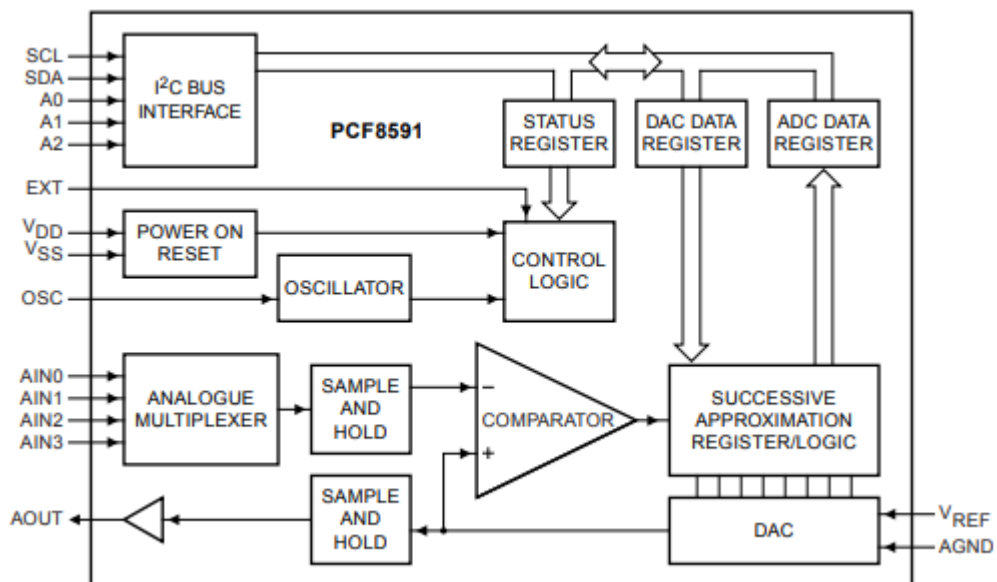 SCL
SDA
A0
A1
A2
I²C BUS
INTERFACE
PCF8591
STATUS
REGISTER
DAC DATA
REGISTER
ADC DATA
REGISTER
EXT
VDD
VSS
POWER ON
RESET
CONTROL
LOGIC
OSC
OSCILLATOR
AIN0
AIN1
AIN2
AIN3
ANALOGUE
MULTIPLEXER
SAMPLE
AND
HOLD
−
COMPARATOR
+
SUCCESSIVE
APPROXIMATION
REGISTER/LOGIC
AOUT
SAMPLE
AND
HOLD
DAC
VREF
AGND